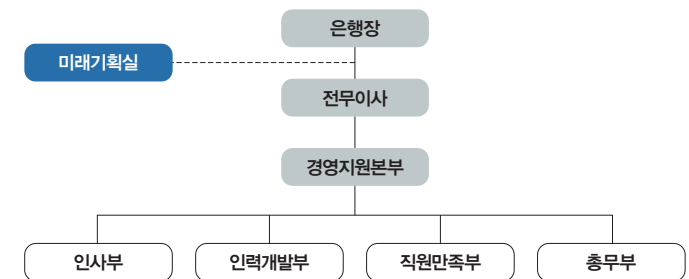 은행장
미래기획실
전무이사
경영지원본부
인사부
인력개발부
직원만족부
총무부